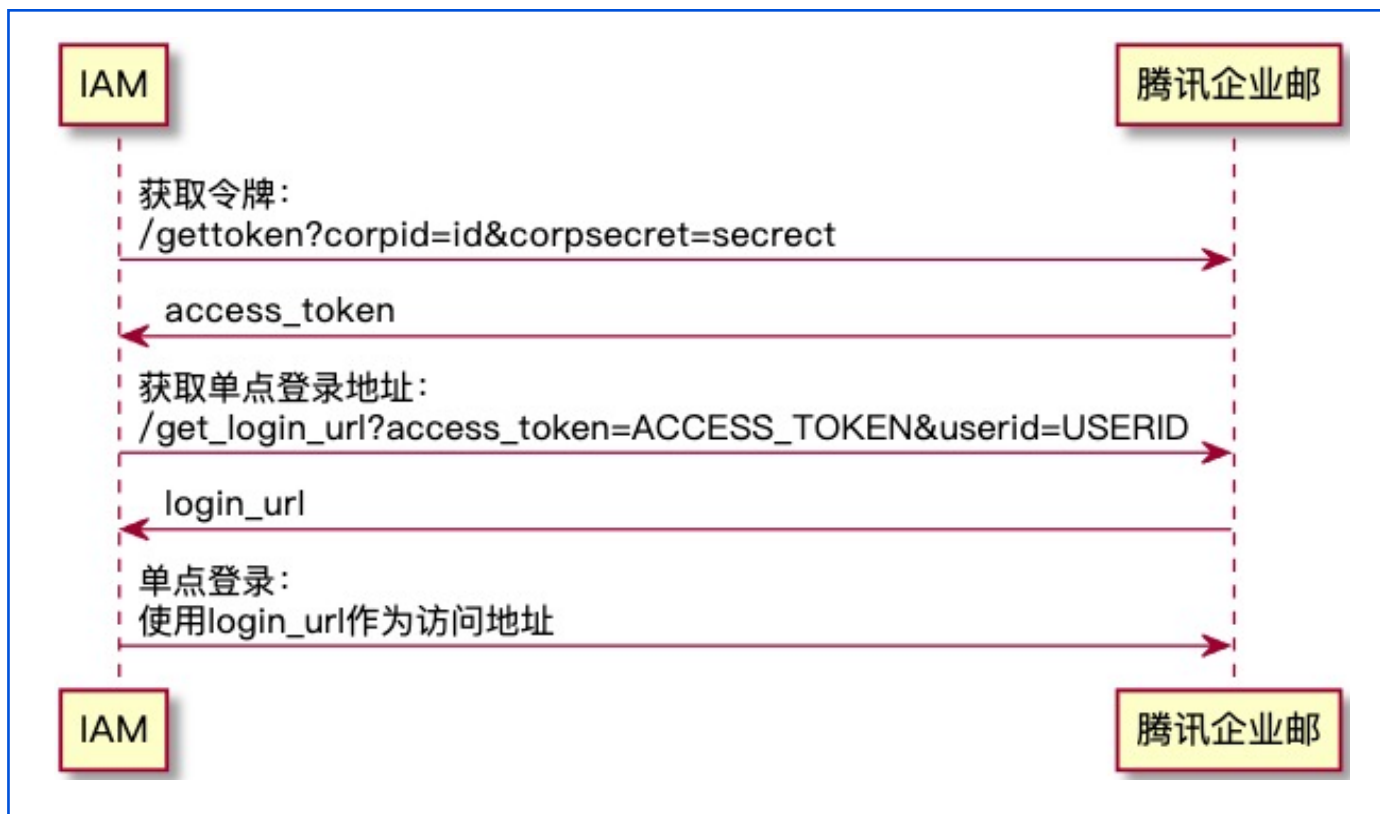 IAM
腾讯企业邮
获取令牌：
/gettoken?corpid=id&corpsecret=secrect
access_token
获取单点登录地址：
/get_login_url?access_token=ACCESS_TOKEN&userid=USERID
login_url
单点登录：
使用login_url作为访问地址
IAM
腾讯企业邮